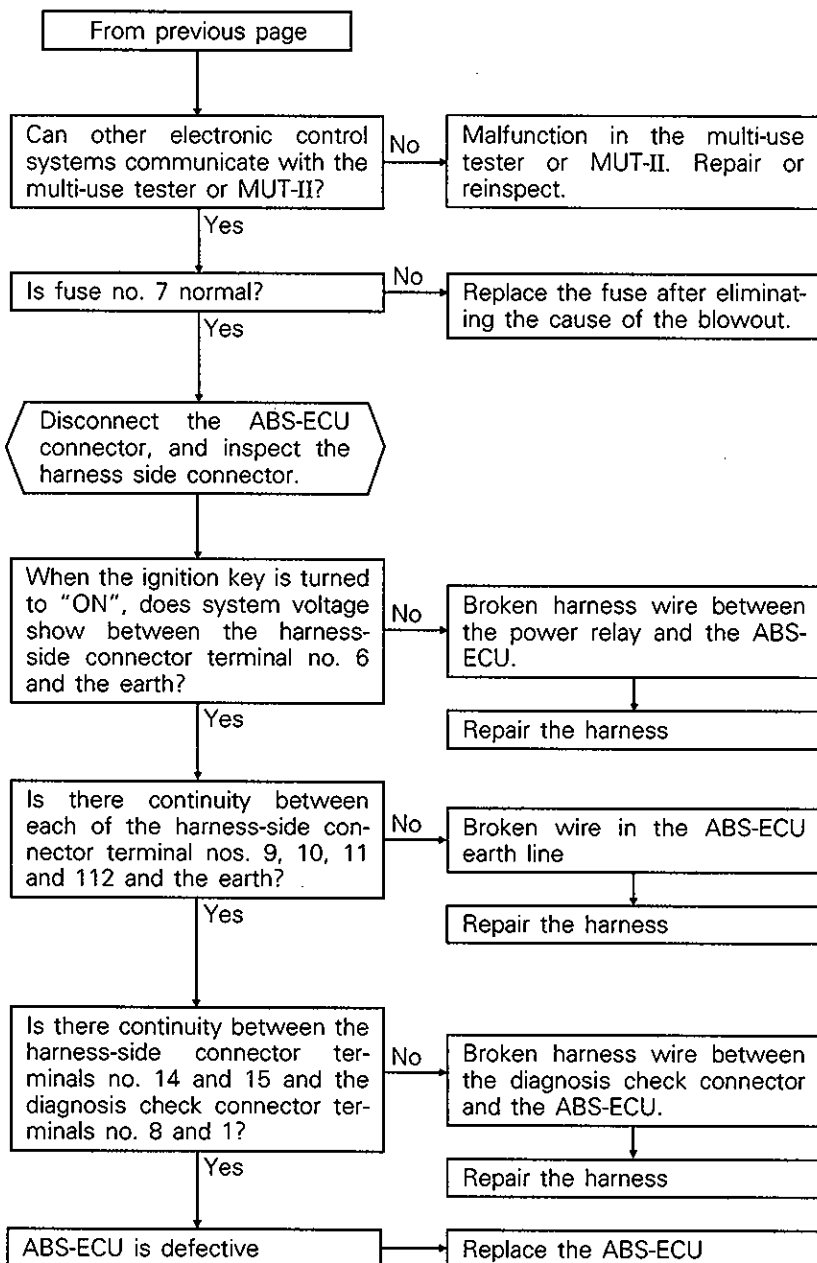 From previous page
Can other electronic control
systems communicate with the
multi-use tester or MUT-II?
No
Malfunction in the multi-use
tester or MUT-II. Repair or
reinspect.
Yes
Is fuse no. 7 normal?
No
Replace the fuse after eliminat-
ing the cause of the blowout.
Yes
Disconnect the ABS-ECU
connector, and inspect the
harness side connector.
When the ignition key is turned
to "ON", does system voltage
show between the harness-
side connector terminal no. 6
and the earth?
No
Broken harness wire between
the power relay and the ABS-
ECU.
Repair the harness
Yes
Is there continuity between
each of the harness-side con-
nector terminal nos. 9, 10, 11
and 112 and the earth?
No
Broken wire in the ABS-ECU
earth line
Repair the harness
Yes
Is there continuity between the
harness-side connector ter-
minals no. 14 and 15 and the
diagnosis check connector ter-
minals no. 8 and 1?
No
Broken harness wire between
the diagnosis check connector
and the ABS-ECU.
Repair the harness
Yes
ABS-ECU is defective
Replace the ABS-ECU